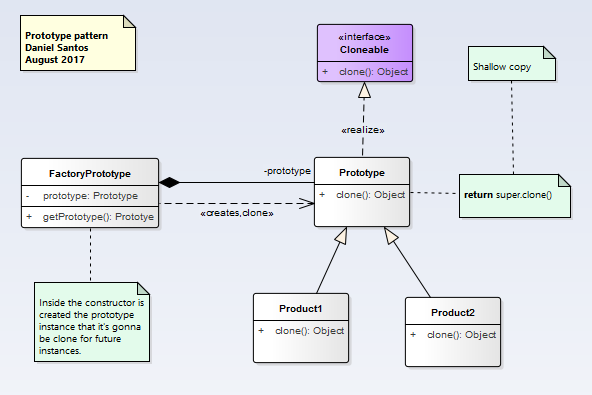 Prototype pattern
Daniel Santos
August 2017
«interface»
Cloneable
+ clone(): Object
Shallow copy
«realize»
FactoryPrototype
- prototype: Prototype
+ getPrototype(): Prototye
-prototype
«creates,clone»
Prototype
+ clone(): Object
return super.clone()
Inside the constructor is
created the prototype
instance that it's gonna
be clone for future
instances.
Product1
+ clone(): Object
Product2
+ clone(): Object